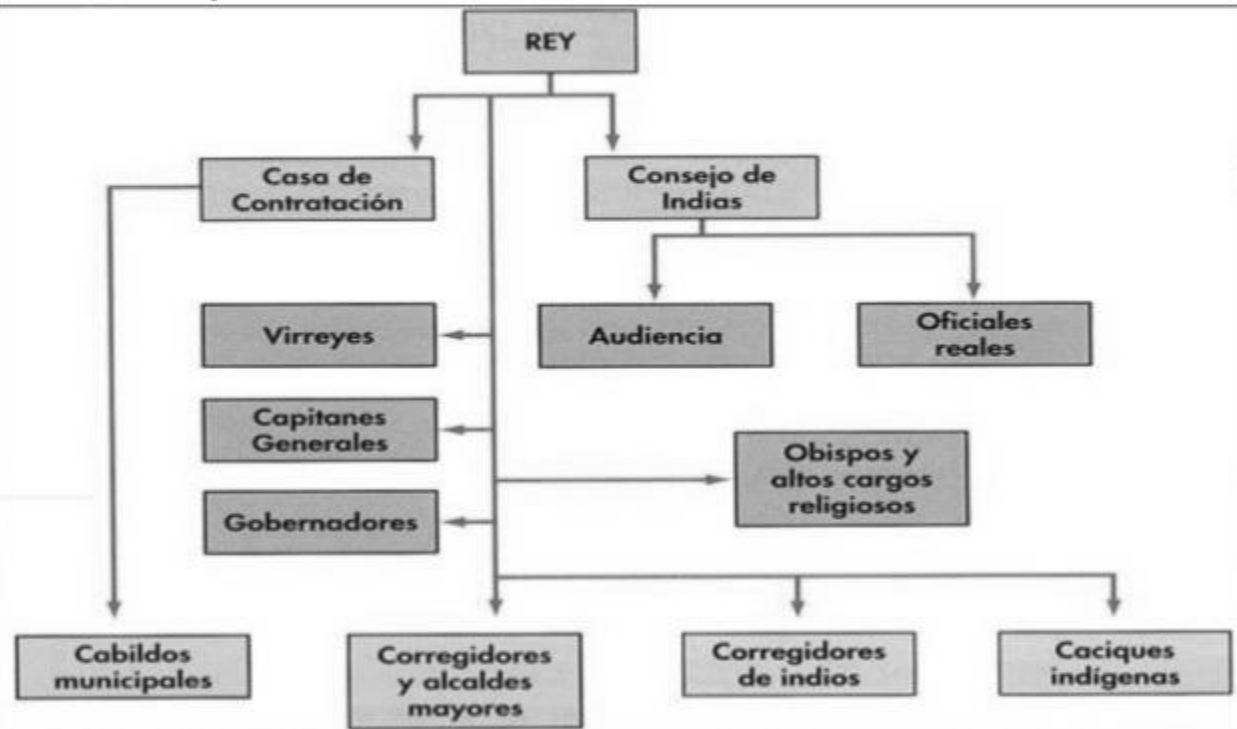 REY
Casa de
Contratación
Consejo de
Indias
Virreyes
Audiencia
Oficiales
reales
Capitanes
Generales
Obispos y
altos cargos
religiosos
Gobernadores
Cabildos
municipales
Corregidores
y alcaldes
mayores
Corregidores
de indios
Caciques
indígenas